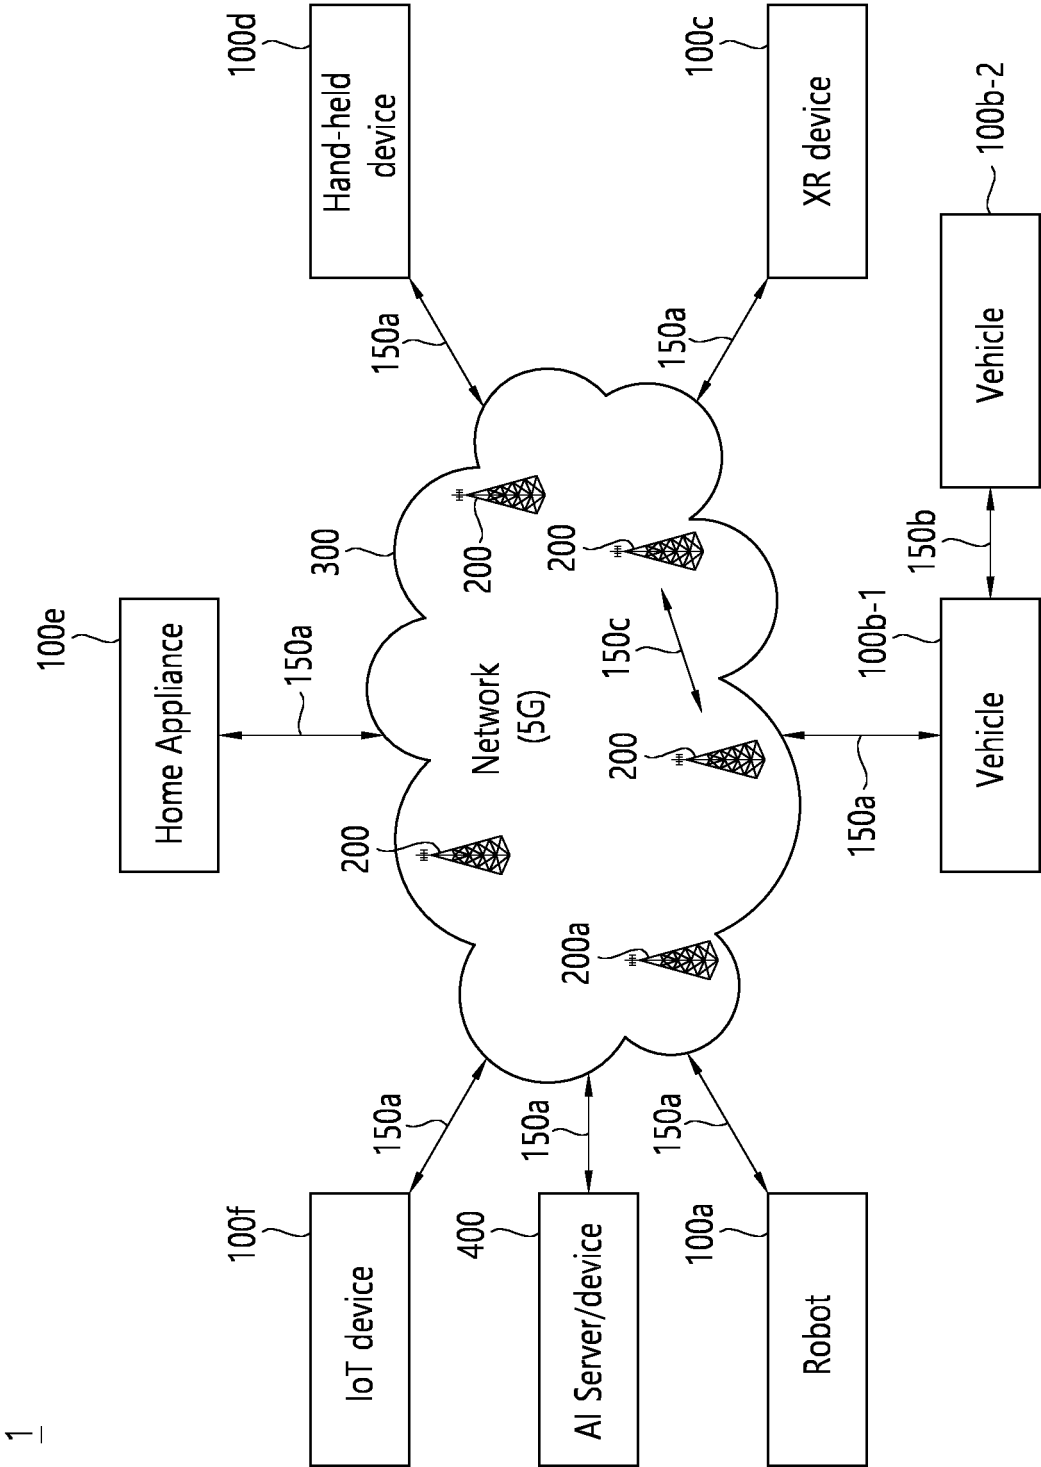 1
100e
Home Appliance
150a
100f
IoT device
150a
100d
Hand-held
device
150a
300
200
200
Network
(5G)
200
150c
200
200a
400
AI Server/device
150a
100a
Robot
150a
100c
XR device
150a
150a
100b-1
Vehicle
150b
Vehicle
100b-2